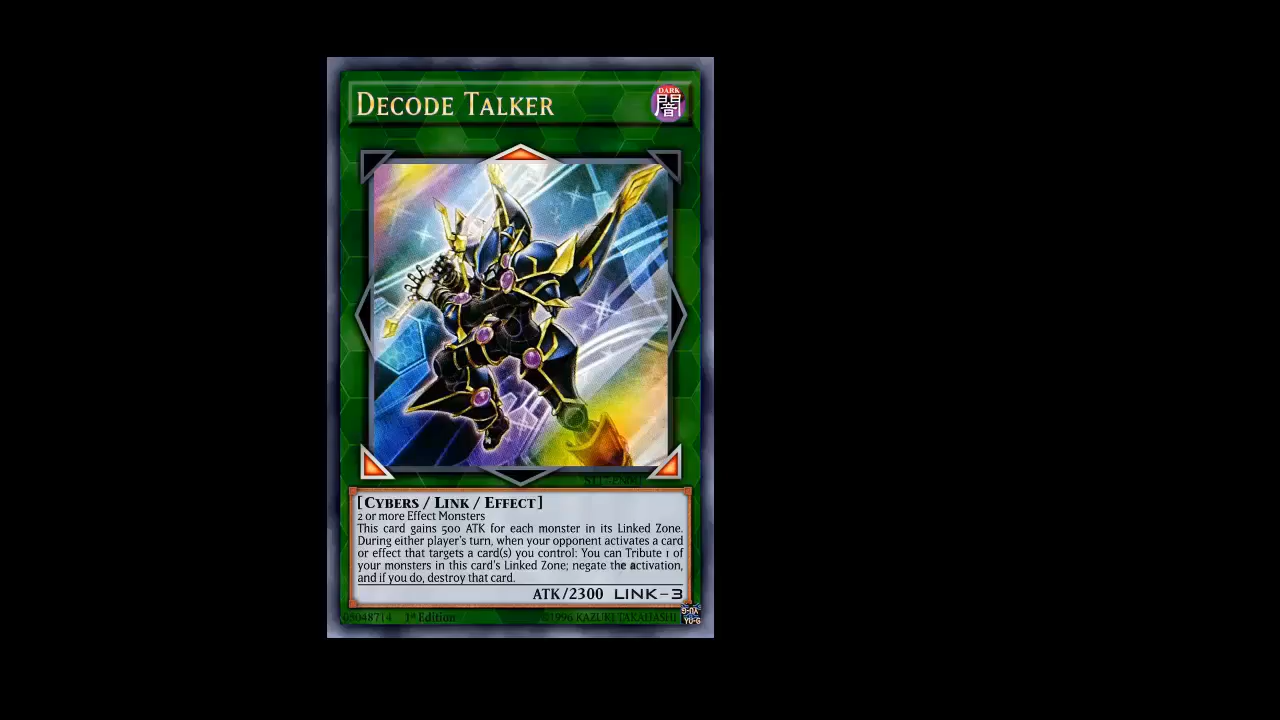 DECODE TALKER
DARK
闇
[CYBERS / LINK / EFFECT]
2 or more Effect Monsters
This card gains 500 ATK for each monster in its Linked Zone.
During either player's turn, when your opponent activates a card
or effect that targets a card(s) you control: You can Tribute 1 of
your monsters in this card's Linked Zone; negate the activation,
and if you do, destroy that card.
ATK/2300 LINK-3
1st Edition
©1996 KAZUKI TAKAHASHI